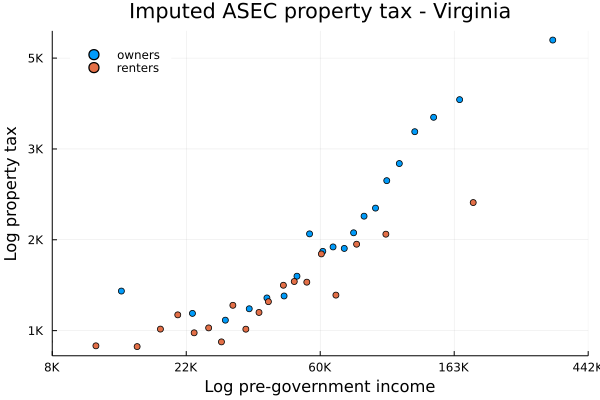 Imputed ASEC property tax - Virginia
owners
renters
Log property tax
5K
3K
2K
1K
8K 22K 60K 163K 442K
Log pre-government income